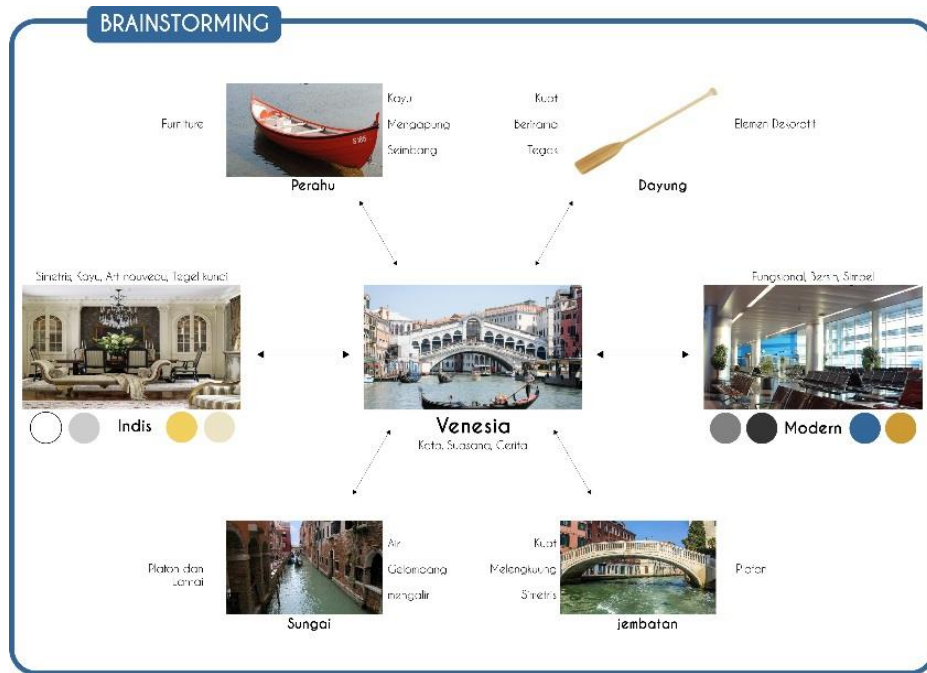 BRAINSTORMING
Furniture
Kayu
Mengapung
Seimbang
Perahu
Kuat
Berirama
Tegak
Elemen Dekoratif
Dayung
Simetris, Kayu, Art nouveau, Tegel kunci
Indis
Venesia
Kota, Suasana, Cerita
Fungsional, Bersih, Simpel
Modern
Plafon dan
Lantai
Air
Gelombang
mengalir
Sungai
Kuat
Melengkung
Simetris
Plafon
jembatan